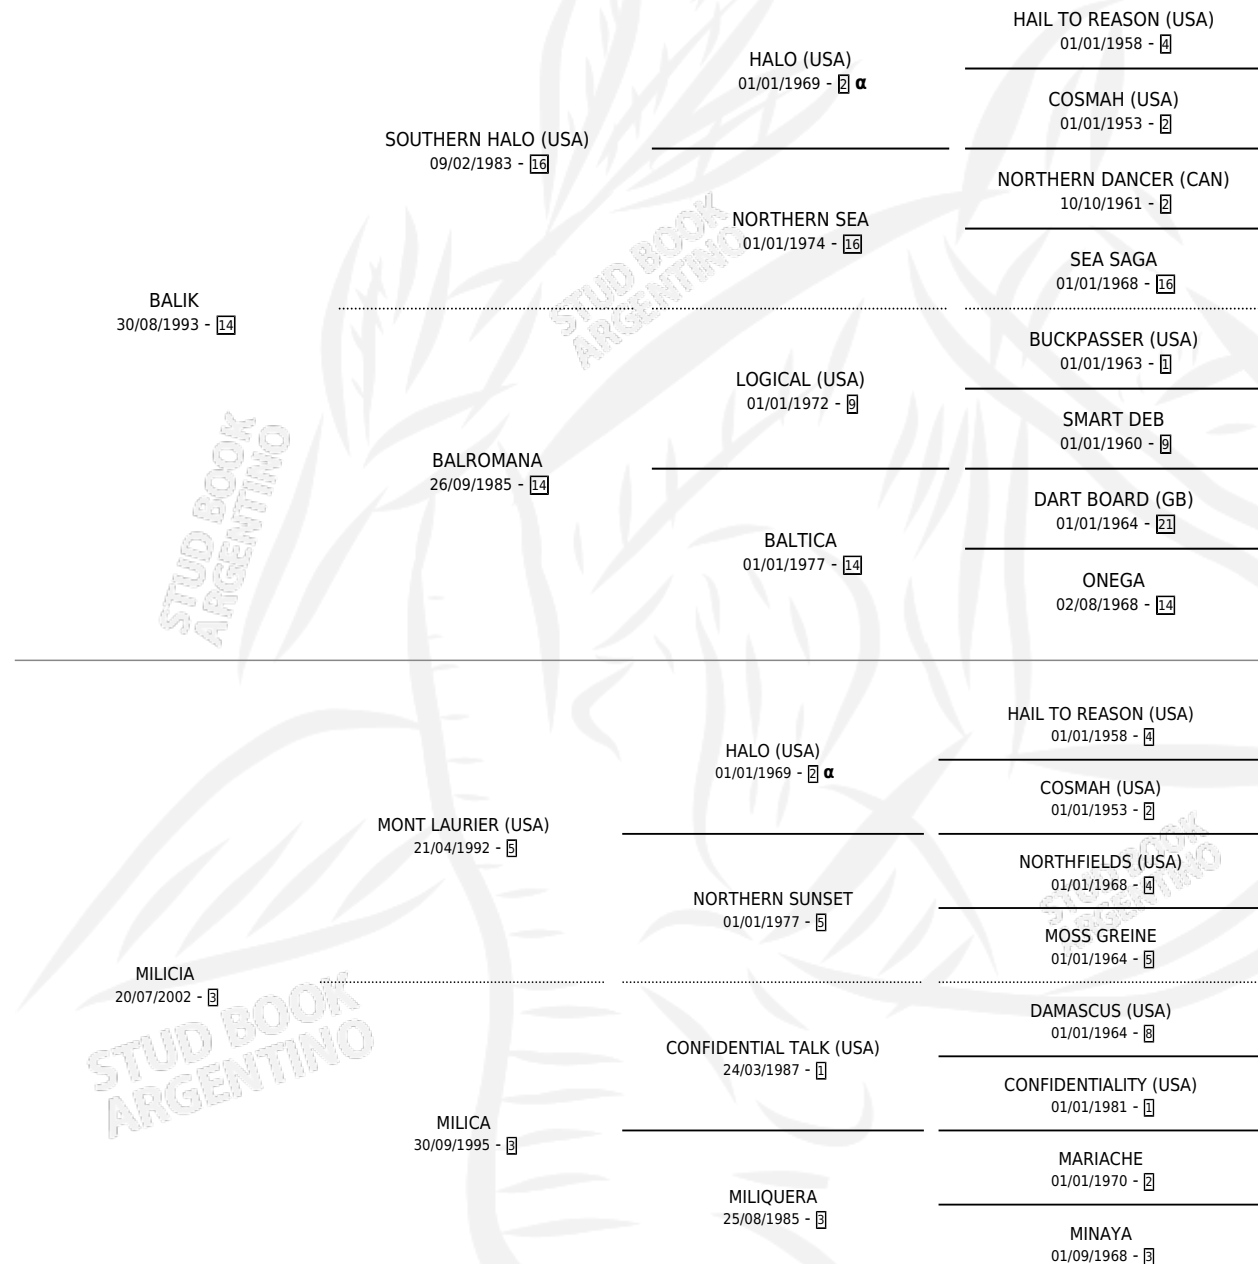 HAIL TO REASON (USA)
01/01/1958 - 4
HALO (USA)
01/01/1969 - 2 α
COSMAH (USA)
01/01/1953 - 2
SOUTHERN HALO (USA)
09/02/1983 - 16
NORTHERN DANCER (CAN)
10/10/1961 - 2
NORTHERN SEA
01/01/1974 - 16
SEA SAGA
01/01/1968 - 16
STUD BOOK
ARGENTINO
BALIK
30/08/1993 - 14
BUCKPASSER (USA)
01/01/1963 - 1
LOGICAL (USA)
01/01/1972 - 9
SMART DEB
01/01/1960 - 9
BALROMANA
26/09/1985 - 14
DART BOARD (GB)
01/01/1964 - 21
BALTICA
01/01/1977 - 14
ONEGA
02/08/1968 - 14
STUD BOOK
ARGENTINO
HAIL TO REASON (USA)
01/01/1958 - 4
HALO (USA)
01/01/1969 - 2 α
COSMAH (USA)
01/01/1953 - 2
MONT LAURIER (USA)
21/04/1992 - 5
NORTHFIELDS (USA)
01/01/1968 - 4
NORTHERN SUNSET
01/01/1977 - 5
MOSS GREINE
01/01/1964 - 5
STUD BOOK
ARGENTINO
MILICIA
20/07/2002 - 3
DAMASCUS (USA)
01/01/1964 - 8
CONFIDENTIAL TALK (USA)
24/03/1987 - 1
CONFIDENTIALITY (USA)
01/01/1981 - 1
MILICA
30/09/1995 - 3
MARIACHE
01/01/1970 - 2
MILIQUERA
25/08/1985 - 3
MINAYA
01/09/1968 - 3
STUD BOOK
ARGENTINO